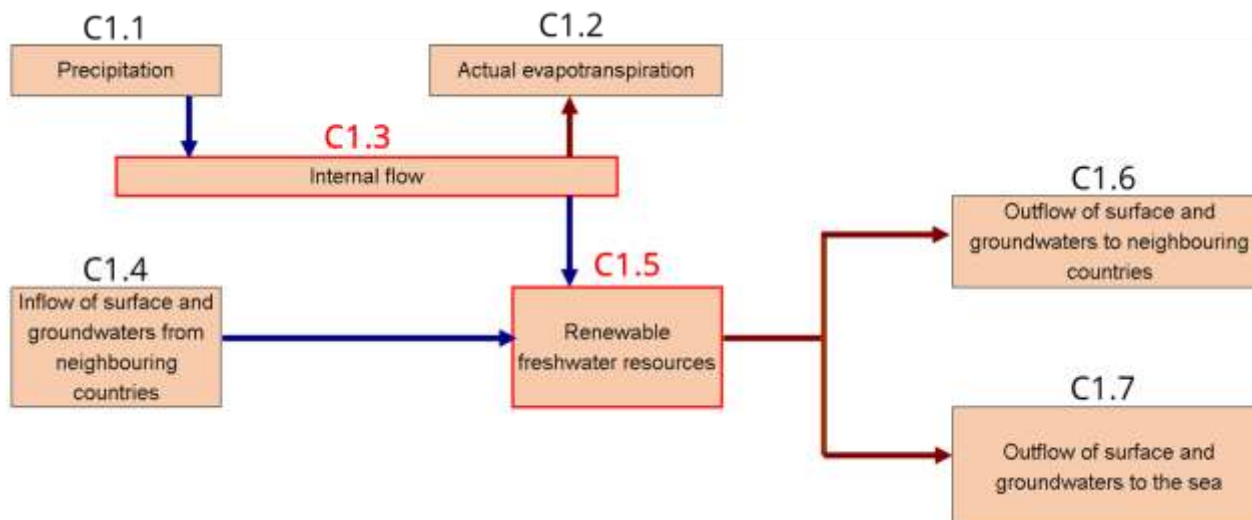 C1.1
Precipitation
C1.2
Actual evapotranspiration
C1.3
Internal flow
C1.4
Inflow of surface and
groundwaters from
neighbouring
countries
C1.5
Renewable
freshwater resources
C1.6
Outflow of surface and
groundwaters to neighbouring
countries
C1.7
Outflow of surface and
groundwaters to the sea